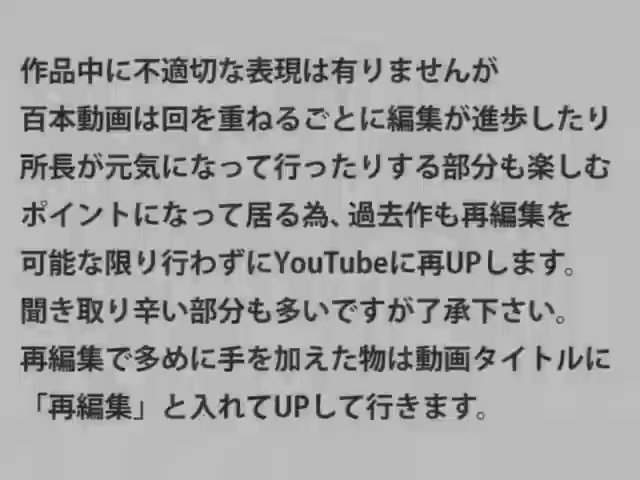 作品中に不適切な表現は有りませんが
百本動画は回を重ねるごとに編集が進歩したり
所長が元気になって行ったりする部分も楽しむ
ポイントになって居る為、過去作も再編集を
可能な限り行わずにYouTubeに再UPします。
聞き取り辛い部分も多いですが了承下さい。
再編集で多めに手を加えた物は動画タイトルに
「再編集」と入れてUPして行きます。